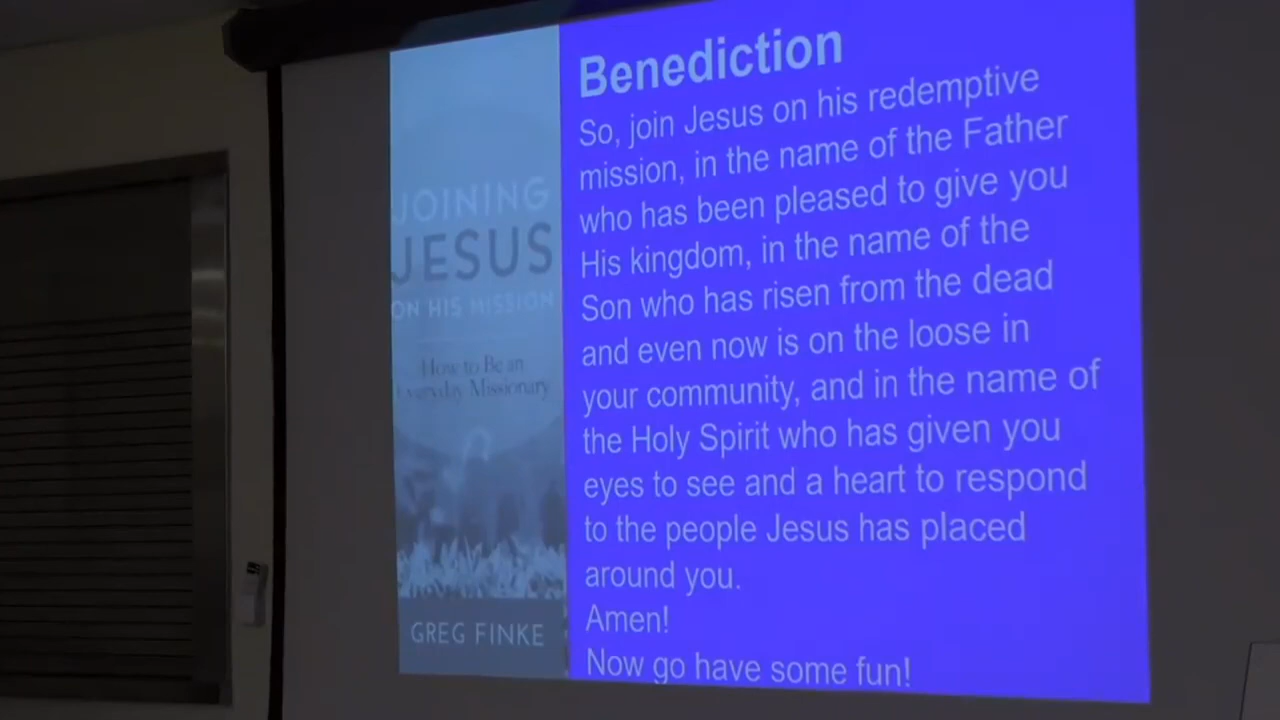 JOINING
JESUS
ON HIS MISSION
How to Be an
Everyday Missionary
GREG FINKE
Benediction
So, join Jesus on his redemptive
mission, in the name of the Father
who has been pleased to give you
His kingdom, in the name of the
Son who has risen from the dead
and even now is on the loose in
your community, and in the name of
the Holy Spirit who has given you
eyes to see and a heart to respond
to the people Jesus has placed
around you.
Amen!
Now go have some fun!